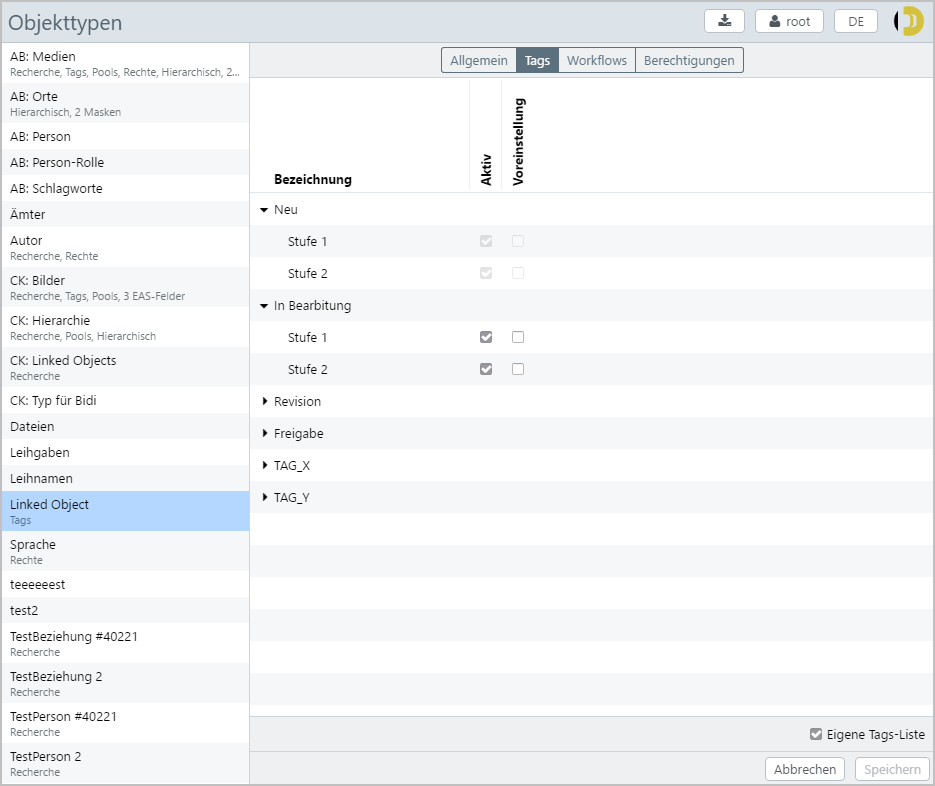 Objekttypen
root
DE
AB: Medien
Recherche, Tags, Pools, Rechte, Hierarchisch, 2...
AB: Orte
Hierarchisch, 2 Masken
AB: Person
AB: Person-Rolle
AB: Schlagworte
Ämter
Autor
Recherche, Rechte
CK: Bilder
Recherche, Tags, Pools, 3 EAS-Felder
CK: Hierarchie
Recherche, Pools, Hierarchisch
CK: Linked Objects
Recherche
CK: Typ für Bidi
Dateien
Leihgaben
Leihnamen
Linked Object
Tags
Sprache
Rechte
teeeeeest
test2
TestBeziehung #40221
Recherche
TestBeziehung 2
Recherche
TestPerson #40221
Recherche
TestPerson 2
Recherche
Allgemein
Tags
Workflows
Berechtigungen
Bezeichnung
Aktiv
Voreinstellung
Neu
Stufe 1
Stufe 2
In Bearbitung
Stufe 1
Stufe 2
Revision
Freigabe
TAG_X
TAG_Y
Eigene Tags-Liste
Abbrechen
Speichern